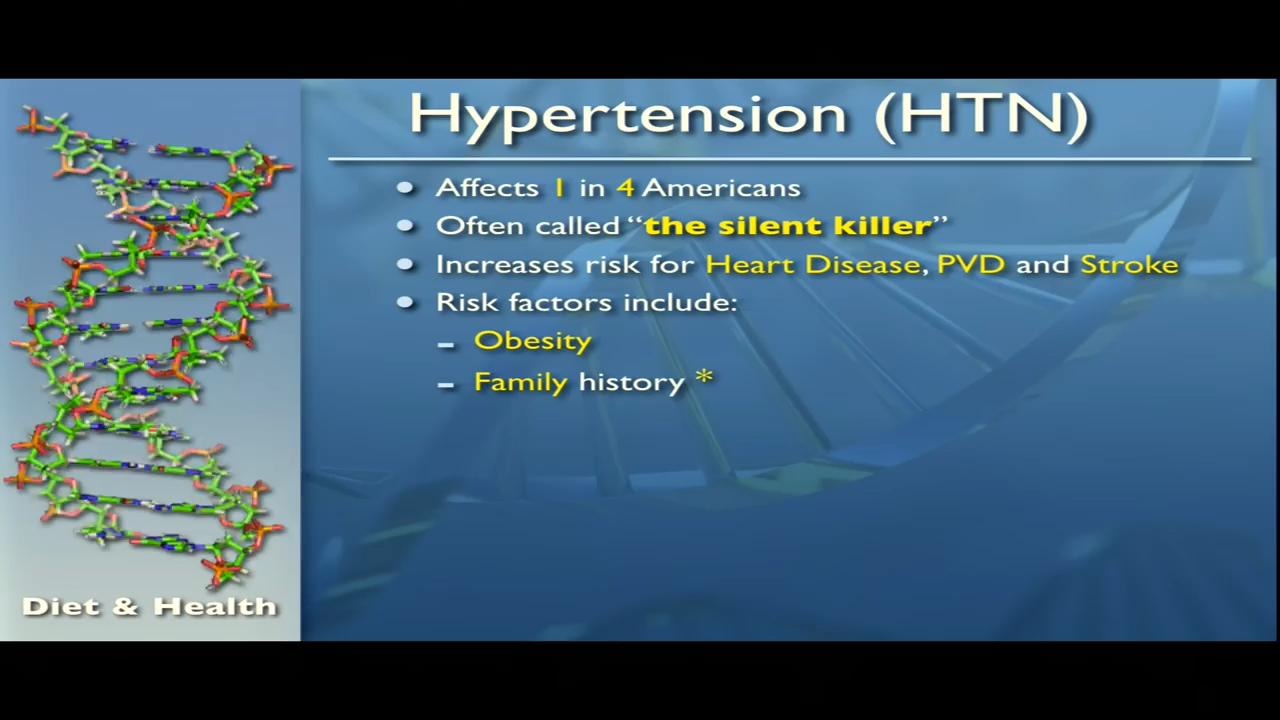 Hypertension (HTN)
• Affects 1 in 4 Americans
• Often called “the silent killer”
• Increases risk for Heart Disease, PVD and Stroke
• Risk factors include:
– Obesity
– Family history *
Diet & Health